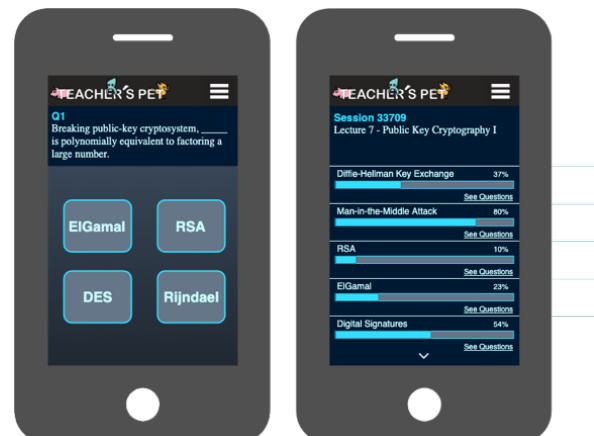 TEACHER'S PET
Q1
Breaking public-key cryptosystem, _____
is polynomially equivalent to factoring a
large number.
ElGamal
RSA
DES
Rijndael
TEACHER'S PET
Session 33709
Lecture 7 - Public Key Cryptography I
Diffie-Hellman Key Exchange 37%
See Questions
Man-in-the-Middle Attack 80%
See Questions
RSA 10%
See Questions
ElGamal 23%
See Questions
Digital Signatures 54%
See Questions